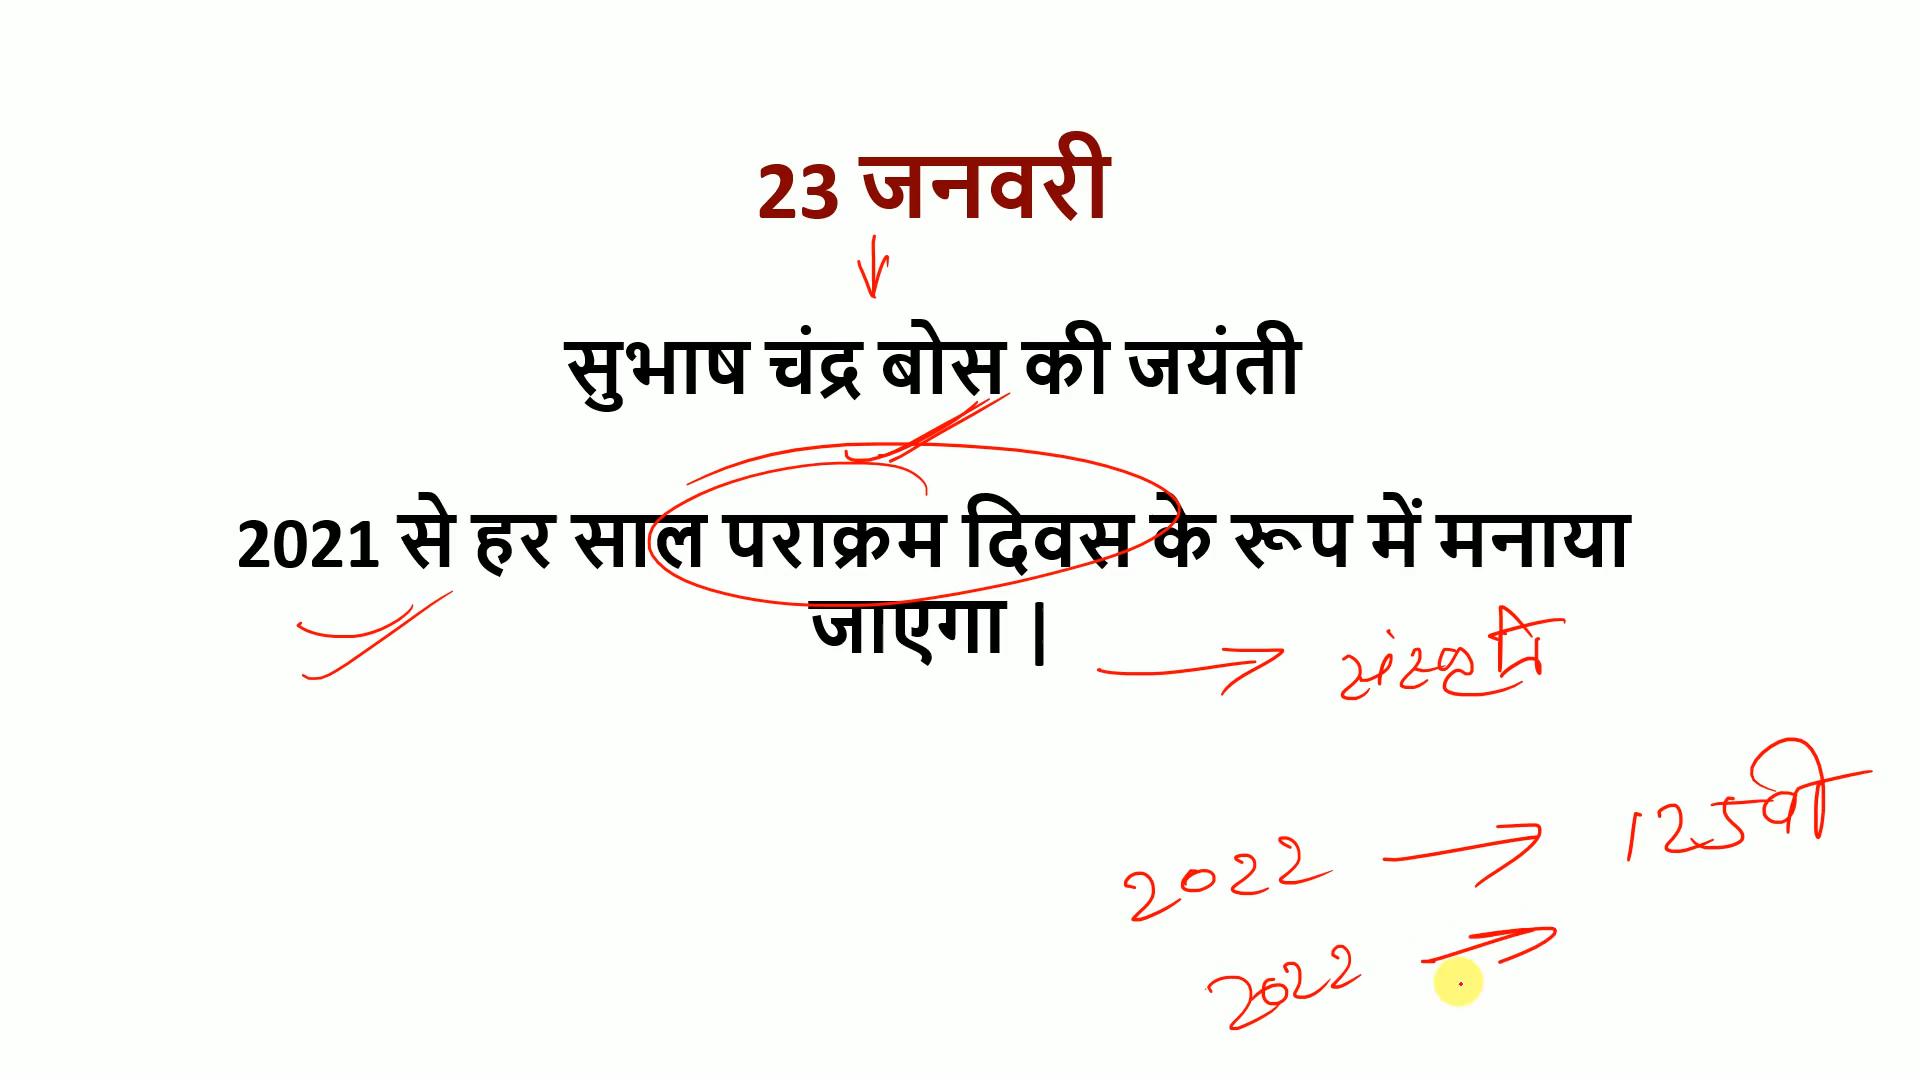 23 जनवरी
सुभाष चंद्र बोस की जयंती
2021 से हर साल पराक्रम दिवस के रूप में मनाया
जाएगा |
2022 125वी
2022